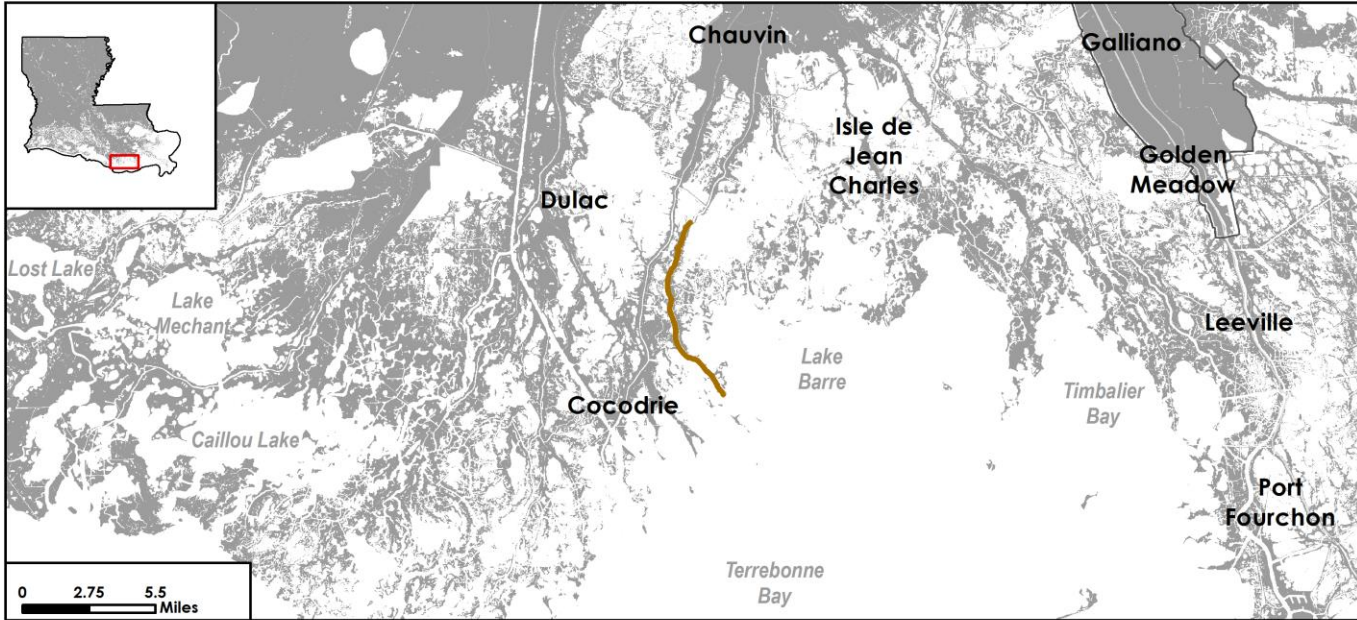 Chauvin
Galliano
Isle de
Jean
Charles
Golden
Meadow
Dulac
Lost Lake
Lake
Mechant
Leeville
Lake
Barre
Timbalier
Bay
Cocodrie
Caillou Lake
Port
Fourchon
Terrebonne
Bay
0 2.75 5.5
Miles